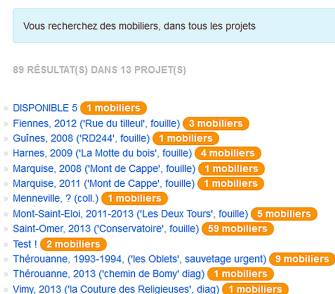 Vous recherchez des mobiliers, dans tous les projets
89 RÉSULTAT(S) DANS 13 PROJET(S)
» DISPONIBLE 5 1 mobiliers
» Fiennes, 2012 ('Rue du tilleul', fouille) 3 mobiliers
» Guînes, 2008 ('RD244', fouille) 1 mobiliers
» Harnes, 2009 ('La Motte du bois', fouille) 4 mobiliers
» Marquise, 2008 ('Mont de Cappe', fouille) 1 mobiliers
» Marquise, 2011 ('Mont de Cappe', fouille) 1 mobiliers
» Menneville, ? (coll.) 1 mobiliers
» Mont-Saint-Eloi, 2011-2013 ('Les Deux Tours', fouille) 5 mobiliers
» Saint-Omer, 2013 ('Conservatoire', fouille) 59 mobiliers
» Test ! 2 mobiliers
» Thérouanne, 1993-1994, ('les Oblets', sauvetage urgent) 9 mobiliers
» Thérouanne, 2013 ('chemin de Bomy' diag) 1 mobiliers
» Vimy, 2013 ('la Couture des Religieuses', diag) 1 mobiliers